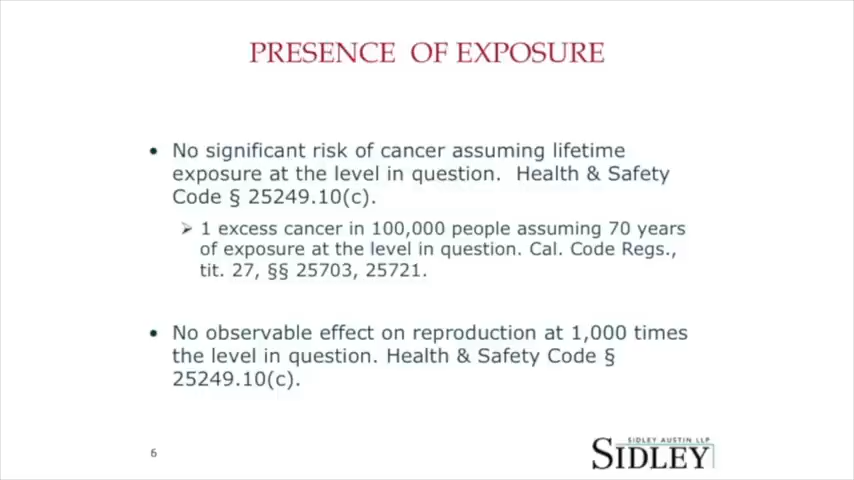 PRESENCE OF EXPOSURE
• No significant risk of cancer assuming lifetime
exposure at the level in question. Health & Safety
Code § 25249.10(c).
➢ 1 excess cancer in 100,000 people assuming 70 years
of exposure at the level in question. Cal. Code Regs.,
tit. 27, §§ 25703, 25721.
• No observable effect on reproduction at 1,000 times
the level in question. Health & Safety Code §
25249.10(c).
6
SIDLEY AUSTIN LLP
SIDLEY